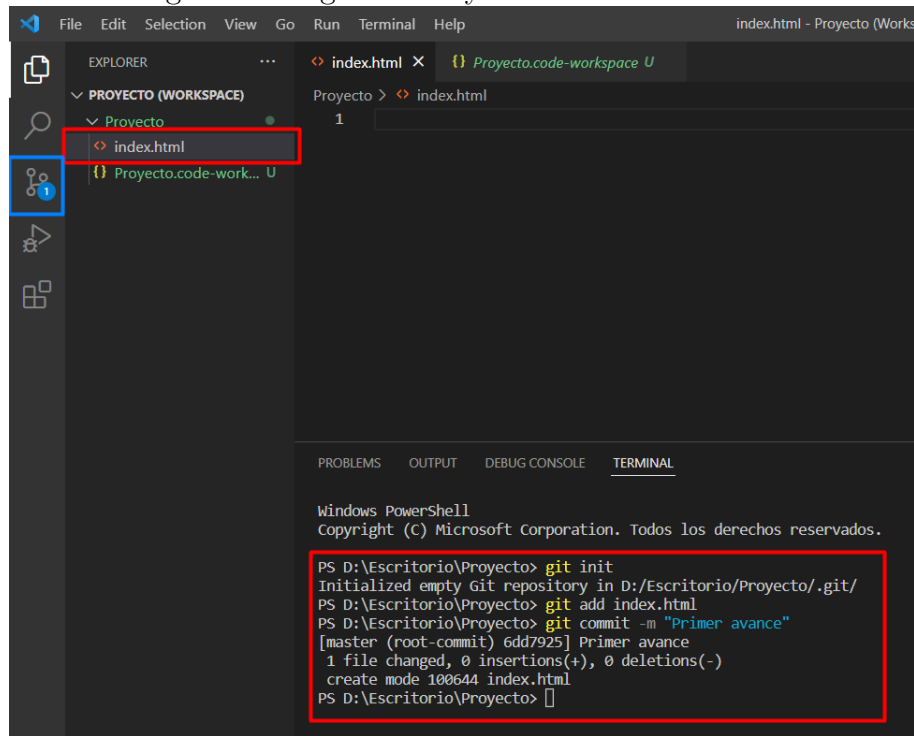 File Edit Selection View Go Run Terminal Help index.html - Proyecto (Works
EXPLORER ...
index.html Proyecto.code-workspace U
PROYECTO (WORKSPACE)
Proyecto > index.html
Proyecto
1
index.html
Proyecto.code-work... U
1
PROBLEMS OUTPUT DEBUG CONSOLE TERMINAL
Windows PowerShell
Copyright (C) Microsoft Corporation. Todos los derechos reservados.
PS D:\Escritorio\Proyecto> git init
Initialized empty Git repository in D:/Escritorio/Proyecto/.git/
PS D:\Escritorio\Proyecto> git add index.html
PS D:\Escritorio\Proyecto> git commit -m "Primer avance"
[master (root-commit) 6dd7925] Primer avance
1 file changed, 0 insertions(+), 0 deletions(-)
create mode 100644 index.html
PS D:\Escritorio\Proyecto>